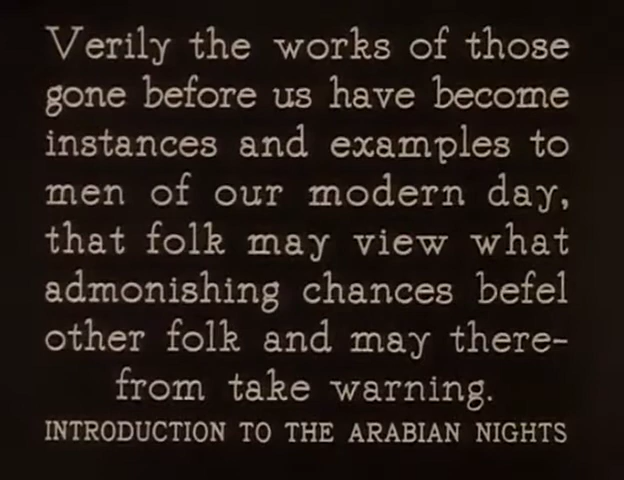 Verily the works of those
gone before us have become
instances and examples to
men of our modern day,
that folk may view what
admonishing chances befel
other folk and may there-
from take warning.
INTRODUCTION TO THE ARABIAN NIGHTS